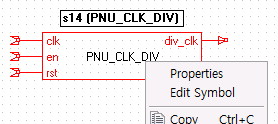 s14 (PNU_CLK_DIV)
clk div_clk
en PNU_CLK_DIV
rst
Properties
Edit Symbol
Copy Ctrl+C